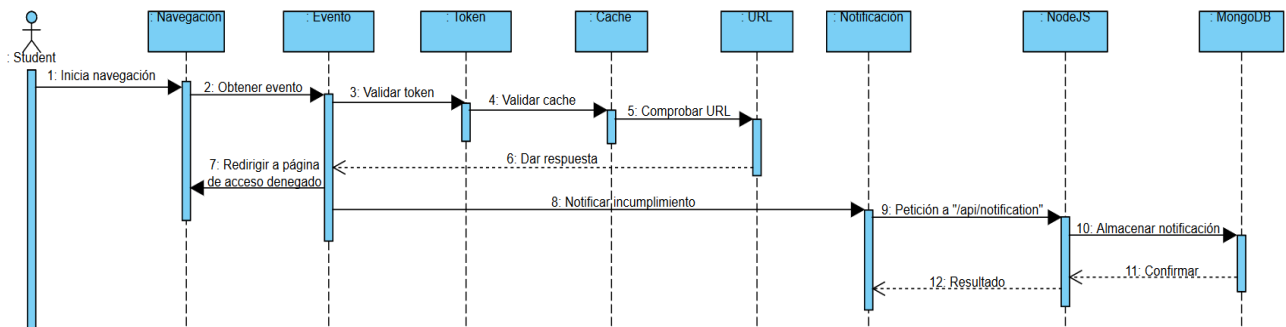 : Navegación
: Evento
: Token
: Cache
: URL
: Notificación
: NodeJS
: MongoDB
: Student
1: Inicia navegación
2: Obtener evento
3: Validar token
4: Validar cache
5: Comprobar URL
6: Dar respuesta
7: Redirigir a página
de acceso denegado
8: Notificar incumplimiento
9: Petición a "/api/notification"
10: Almacenar notificación
11: Confirmar
12: Resultado